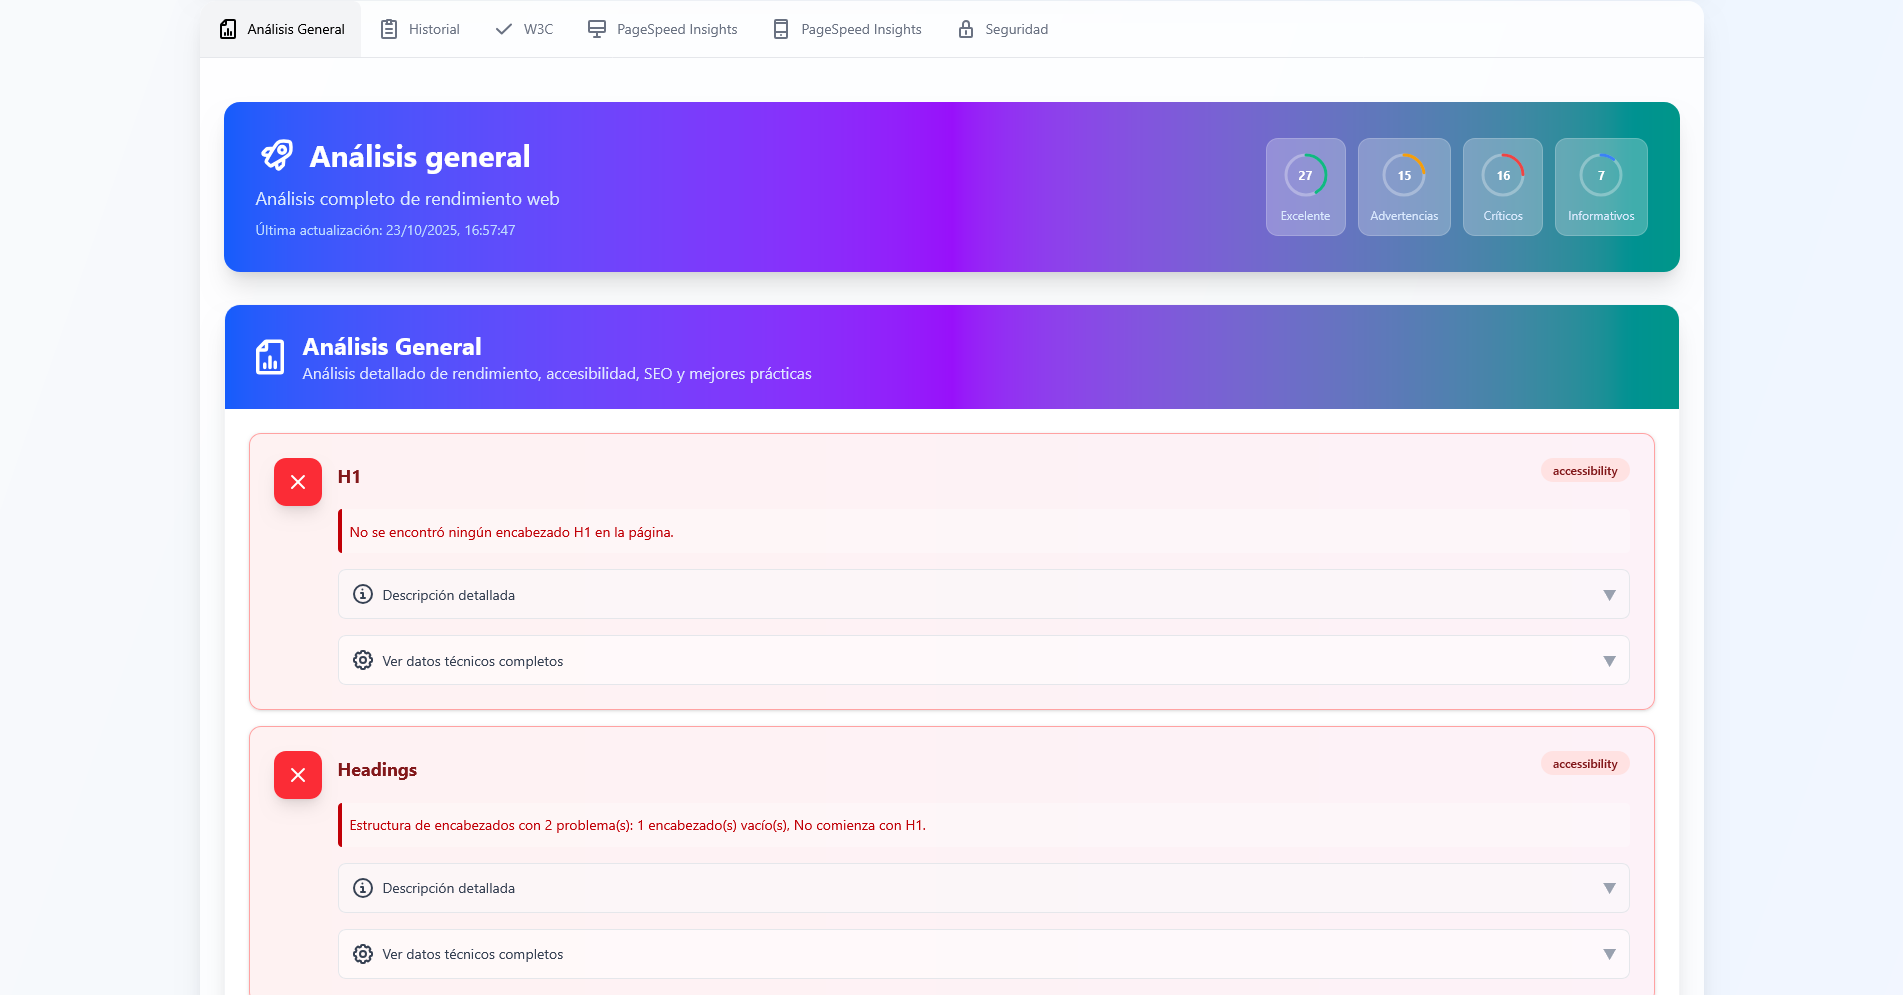 Análisis General
Historial
W3C
PageSpeed Insights
PageSpeed Insights
Seguridad
Análisis general
Análisis completo de rendimiento web
Última actualización: 23/10/2025, 16:57:47
27
Excelente
15
Advertencias
16
Críticos
7
Informativos
Análisis General
Análisis detallado de rendimiento, accesibilidad, SEO y mejores prácticas
H1
accessibility
No se encontró ningún encabezado H1 en la página.
Descripción detallada
Ver datos técnicos completos
Headings
accessibility
Estructura de encabezados con 2 problema(s): 1 encabezado(s) vacío(s), No comienza con H1.
Descripción detallada
Ver datos técnicos completos